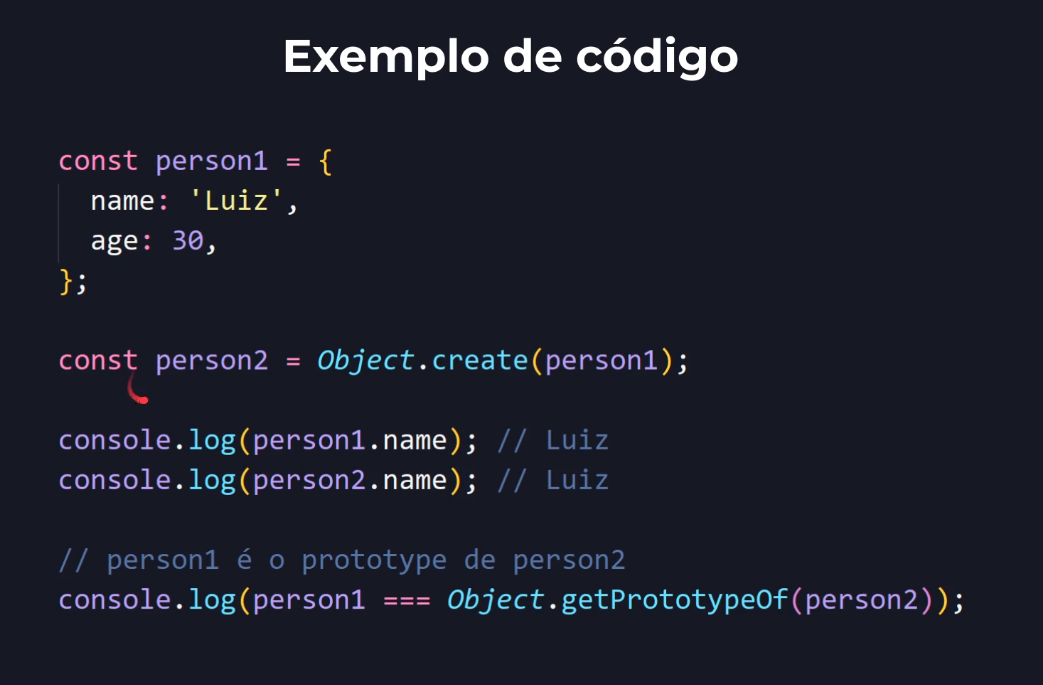 Exemplo de código
const person1 = {
  name: 'Luiz',
  age: 30,
};
const person2 = Object.create(person1);
console.log(person1.name); // Luiz
console.log(person2.name); // Luiz
// person1 é o prototype de person2
console.log(person1 === Object.getPrototypeOf(person2));